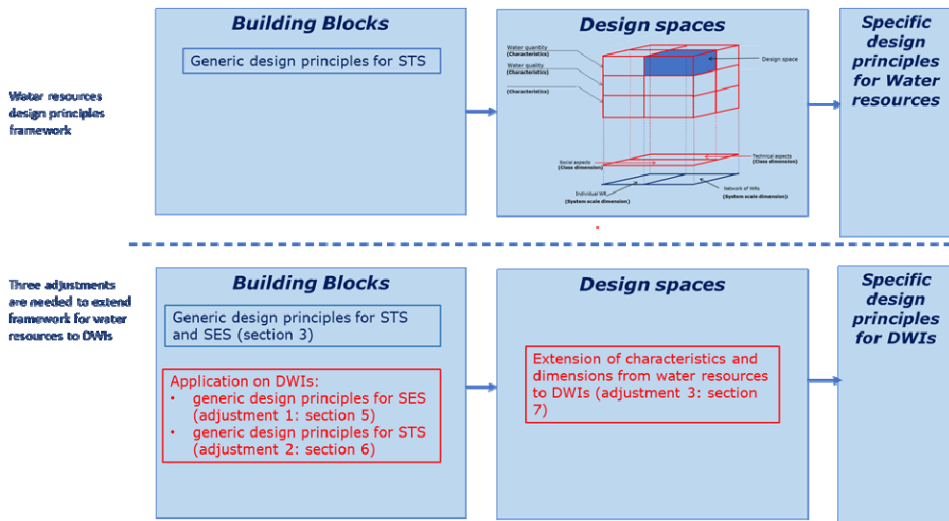 Building Blocks
Generic design principles for STS
Water resources
design principles
framework
Design spaces
Water quantity
(Characteristics)
Water quality
(Characteristics)
(Characteristics)
Design space
Social aspects
(Class dimension)
Technical aspects
(Class dimension)
Individual WR
(System scale dimension)
Network of WRs
(System scale dimension)
Specific
design
principles
for Water
resources
Three adjustments
are needed to extend
framework for water
resources to DWIs
Building Blocks
Generic design principles for STS
and SES (section 3)
Application on DWIs:
• generic design principles for SES
(adjustment 1: section 5)
• generic design principles for STS
(adjustment 2: section 6)
Design spaces
Extension of characteristics and
dimensions from water resources
to DWIs (adjustment 3: section
7)
Specific
design
principles
for DWIs